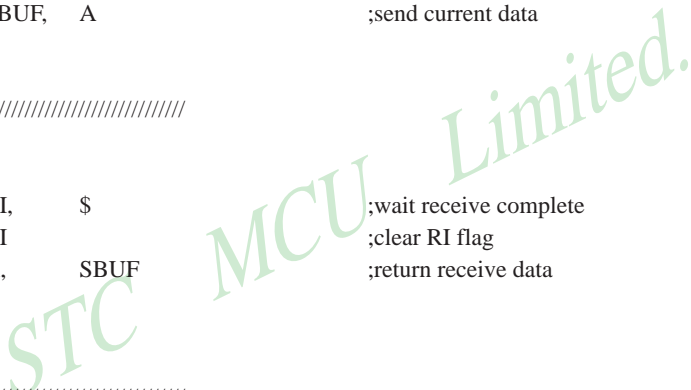 BUF, A ;send current data
////////////////////////////
I, $ ;wait receive complete
I ;clear RI flag
, SBUF ;return receive data
STC MCU Limited.